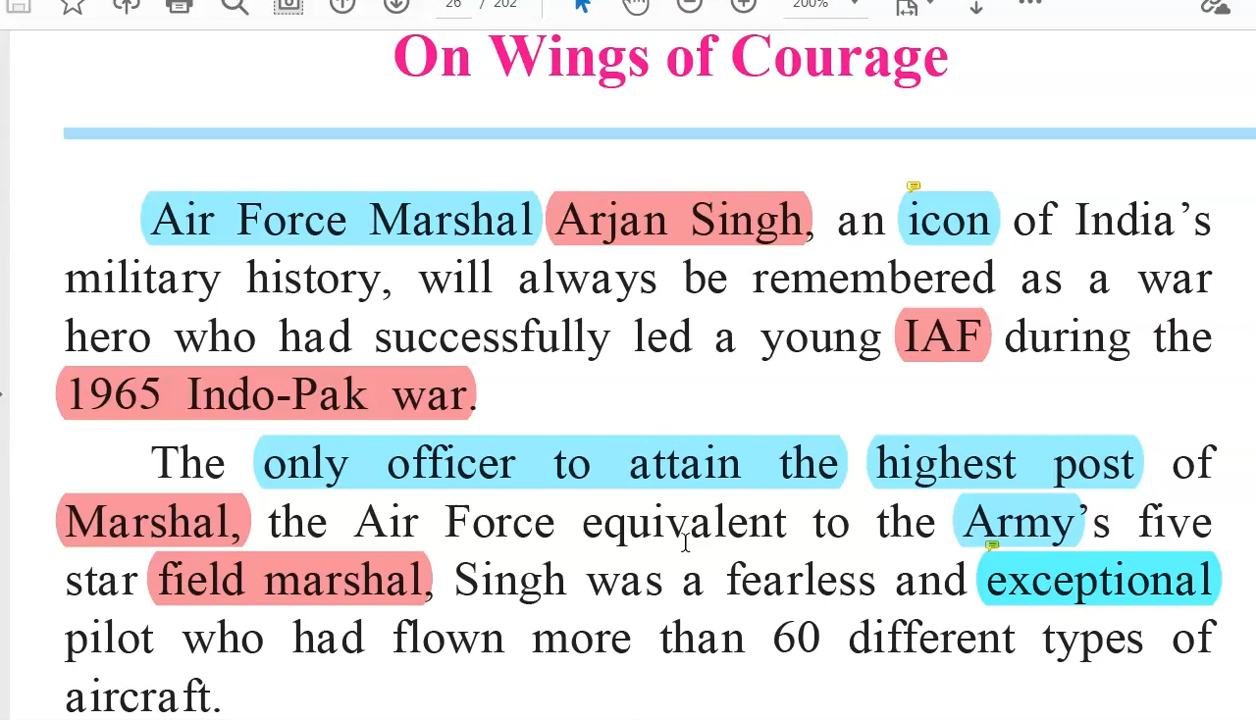 26 / 202
200%
On Wings of Courage
Air Force Marshal Arjan Singh, an icon of India's
military history, will always be remembered as a war
hero who had successfully led a young IAF during the
1965 Indo-Pak war.
The only officer to attain the highest post of
Marshal, the Air Force equivalent to the Army's five
star field marshal, Singh was a fearless and exceptional
pilot who had flown more than 60 different types of
aircraft.